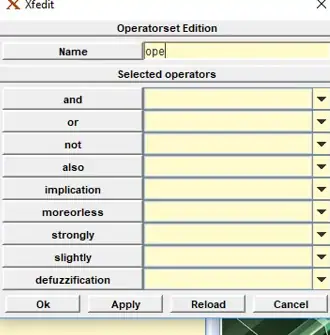 Xfedit
Operatorset Edition
Name ope
Selected operators
and
or
not
also
implication
moreorless
strongly
slightly
defuzzification
Ok Apply Reload Cancel